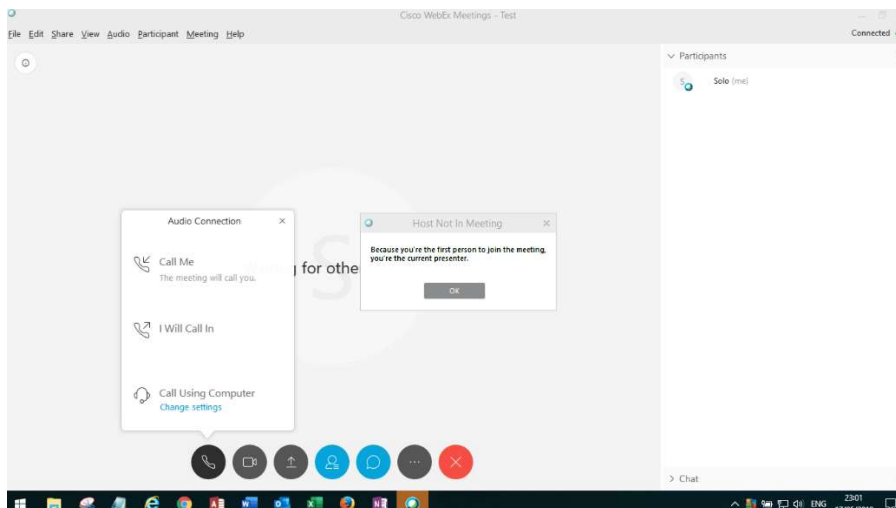 Cisco WebEx Meetings - Test
File Edit Share View Audio Participant Meeting Help
Connected
Participants
S Solo (me)
Audio Connection
Call Me
The meeting will call you.
I Will Call In
Call Using Computer
Change settings
for othe
Host Not In Meeting
Because you're the first person to join the meeting,
you're the current presenter.
OK
Chat
ENG 23:01